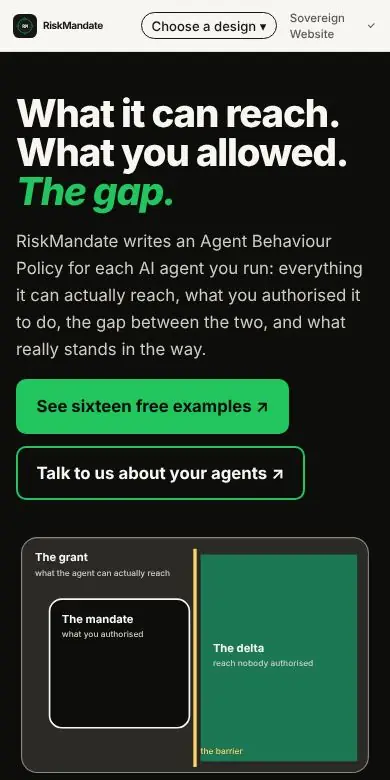 RM
RiskMandate
Choose a design ▾
Sovereign
Website
What it can reach.
What you allowed.
The gap.
RiskMandate writes an Agent Behaviour
Policy for each AI agent you run: everything
it can actually reach, what you authorised it
to do, the gap between the two, and what
really stands in the way.
See sixteen free examples ↗
Talk to us about your agents ↗
The grant
what the agent can actually reach
The mandate
what you authorised
The delta
reach nobody authorised
the barrier